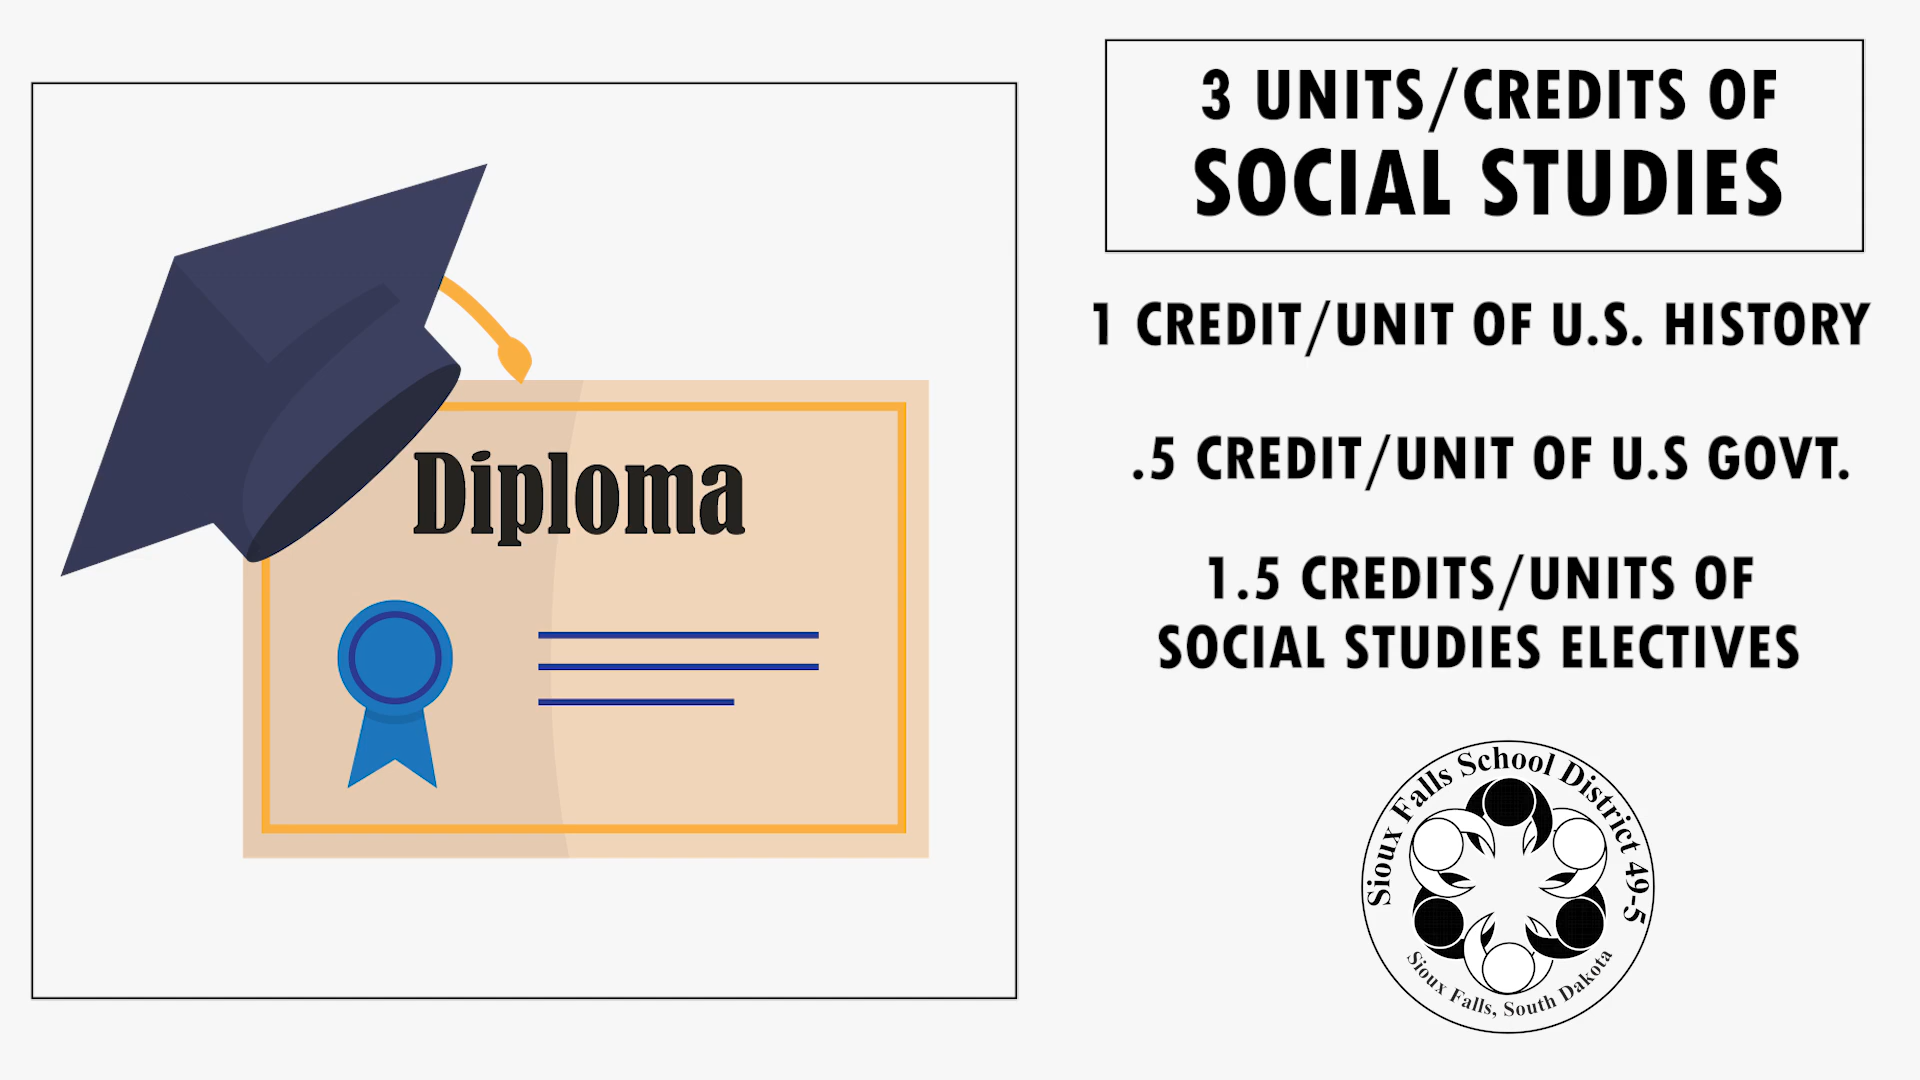 3 UNITS/CREDITS OF
SOCIAL STUDIES
1 CREDIT/UNIT OF U.S. HISTORY
.5 CREDIT/UNIT OF U.S GOVT.
1.5 CREDITS/UNITS OF
SOCIAL STUDIES ELECTIVES
Diploma
Sioux Falls School District 49-5
Sioux Falls, South Dakota